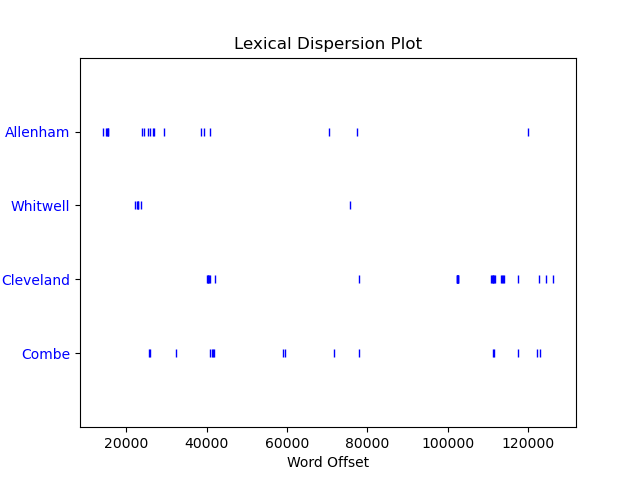 Lexical Dispersion Plot
Allenham
Whitwell
Cleveland
Combe
20000 40000 60000 80000 100000 120000
Word Offset